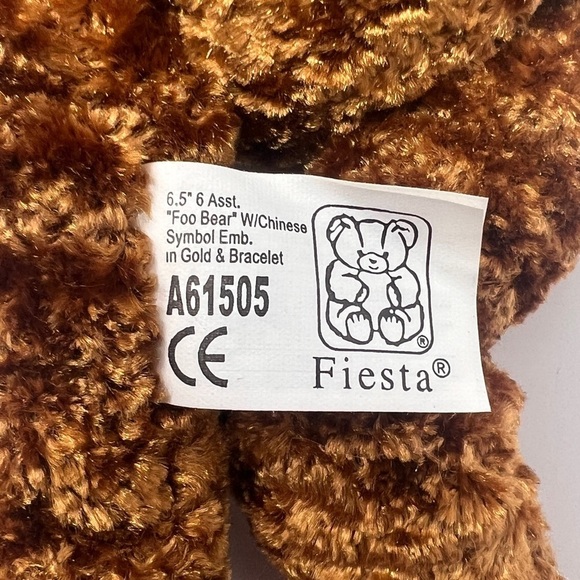 6.5" 6 Asst.
"Foo Bear" W/Chinese
Symbol Emb.
in Gold & Bracelet
A61505
CE
®
Fiesta®